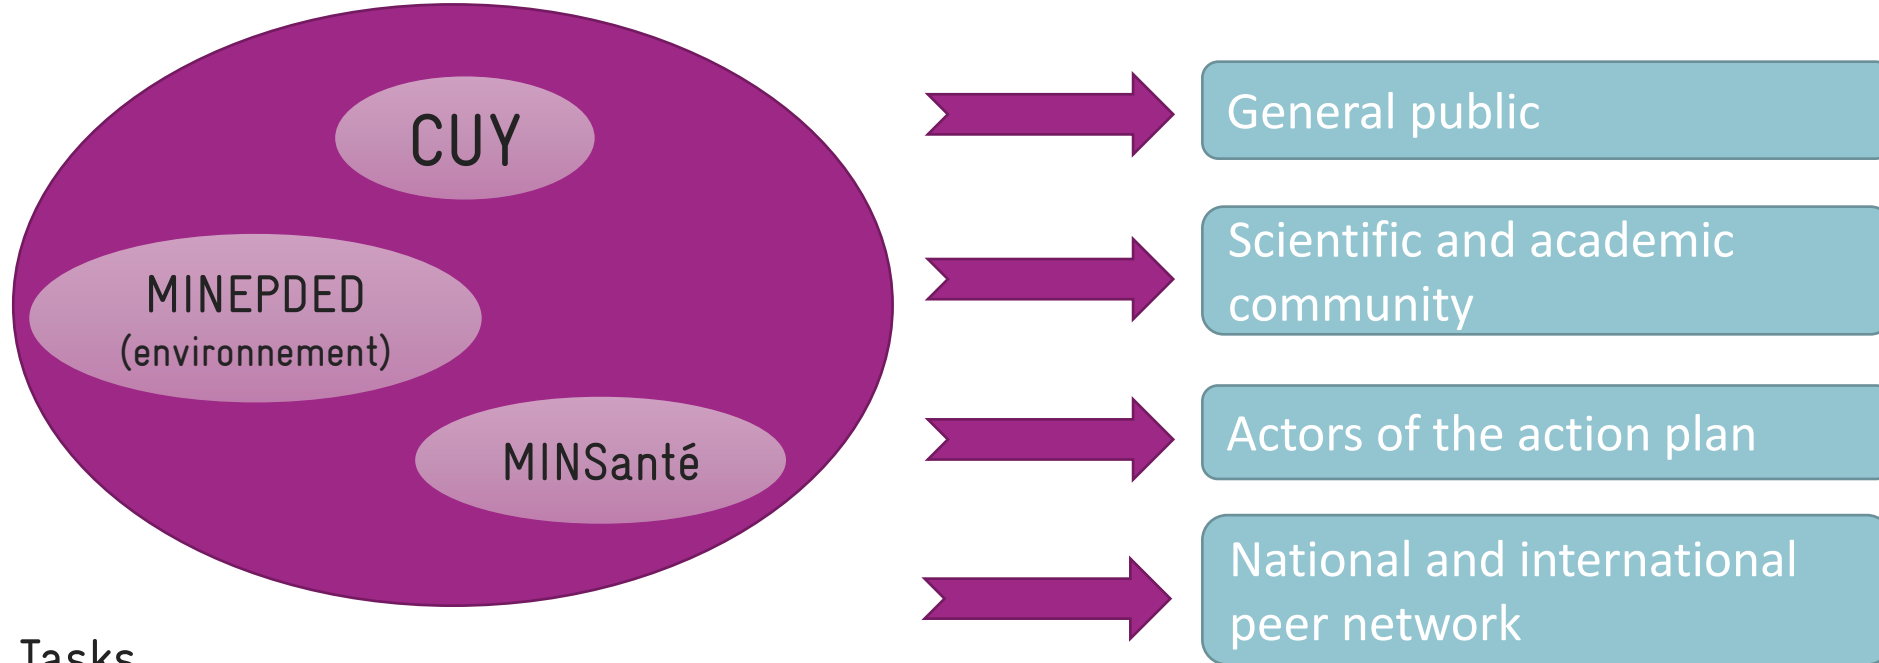 CUY
MINEPDED
(environnement)
MINSanté
General public
Scientific and academic
community
Actors of the action plan
National and international
peer network
Tasks